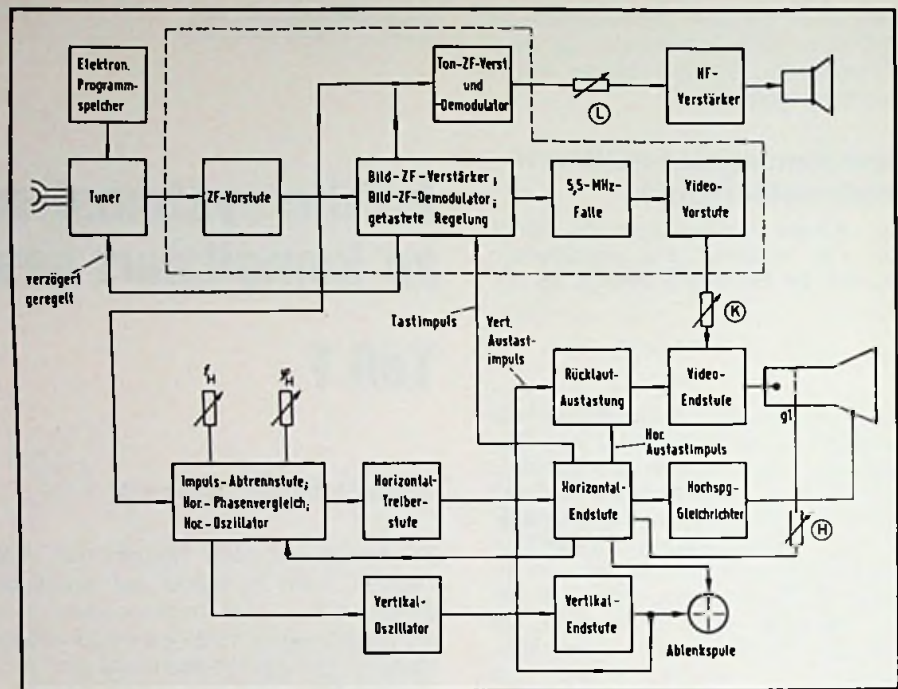 Elektron.
Programm-
speicher
Ton-ZF-Verst.
und
-Demodulator
L
NF-
Verstärker
Tuner
ZF-Vorstufe
Bild-ZF-Verstärker;
Bild-ZF-Demodulator;
getastete Regelung
5,5-MHz-
Falle
Video-
Vorstufe
verzögert
geregelt
Tastimpuls
Vert.
Austast-
impuls
K
fH
φH
Rücklauf-
Austastung
Video-
Endstufe
g1
Hor.
Austastimpuls
Impuls-Abtrennstufe;
Hor.-Phasenvergleich;
Hor.-Oszillator
Horizontal-
Treiber-
stufe
Horizontal-
Endstufe
Hochspg-
Gleichrichter
H
Vertikal-
Oszillator
Vertikal-
Endstufe
Ablenkspule